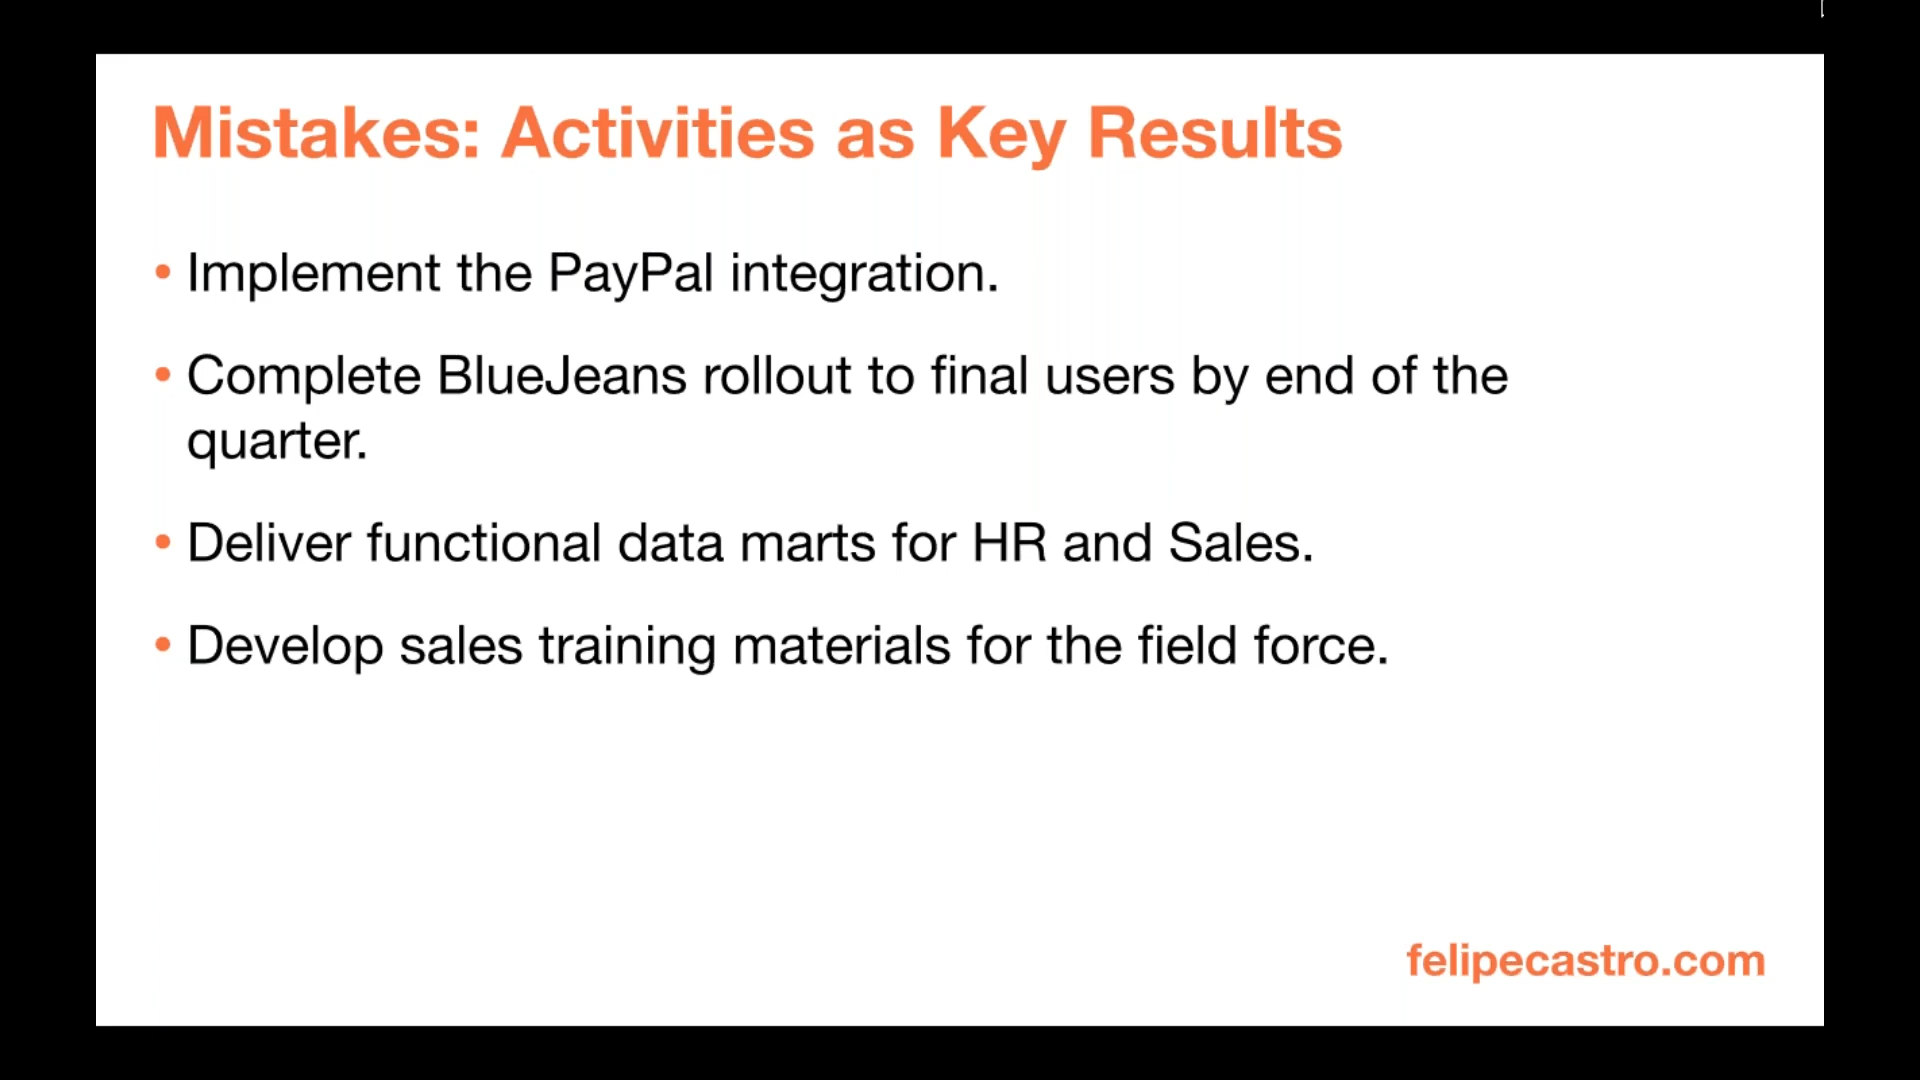 Mistakes: Activities as Key Results
• Implement the PayPal integration.
• Complete BlueJeans rollout to final users by end of the
quarter.
• Deliver functional data marts for HR and Sales.
• Develop sales training materials for the field force.
felipecastro.com